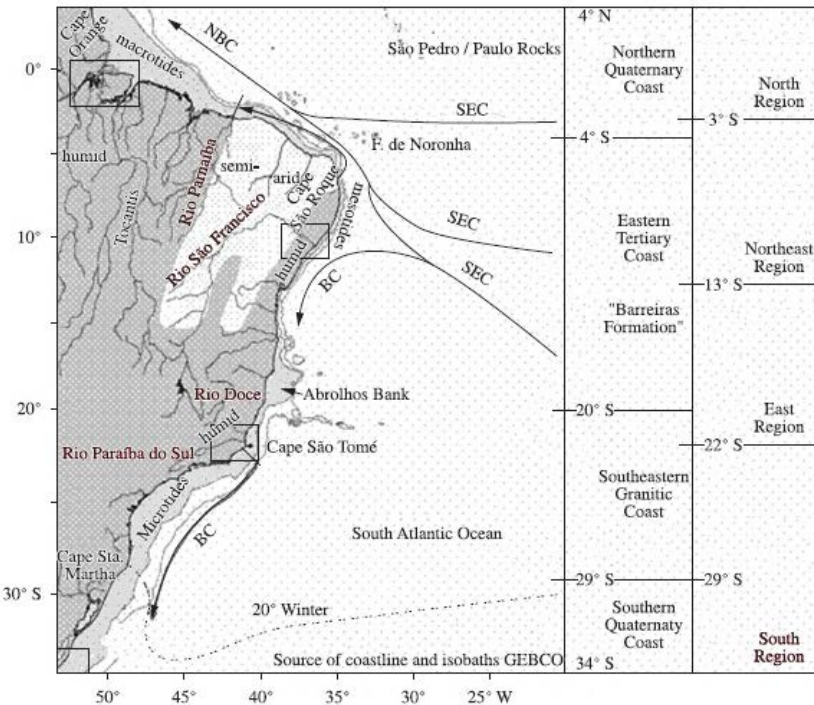 4° N
Cape
Orange
macrotides
NBC
São Pedro / Paulo Rocks
Northern
Quaternary
Coast
North
Region
0°
SEC
3° S
4° S
F. de Noronha
humid
Tocantis
Rio Parnaíba
semi-
arid
Cape
São Roque
mesotides
Rio São Francisco
humid
SEC
SEC
BC
Eastern
Tertiary
Coast
Northeast
Region
10°
13° S
"Barreiras
Formation"
Rio Doce
Abrolhos Bank
20°
20° S
East
Region
humid
Cape São Tomé
22° S
Rio Paraíba do Sul
Microtides
BC
Southeastern
Granitic
Coast
South Atlantic Ocean
Cape Sta.
Martha
29° S
29° S
30° S
20° Winter
Southern
Quaternaty
Coast
South
Region
Source of coastline and isobaths GEBCO
34° S
50°
45°
40°
35°
30°
25° W